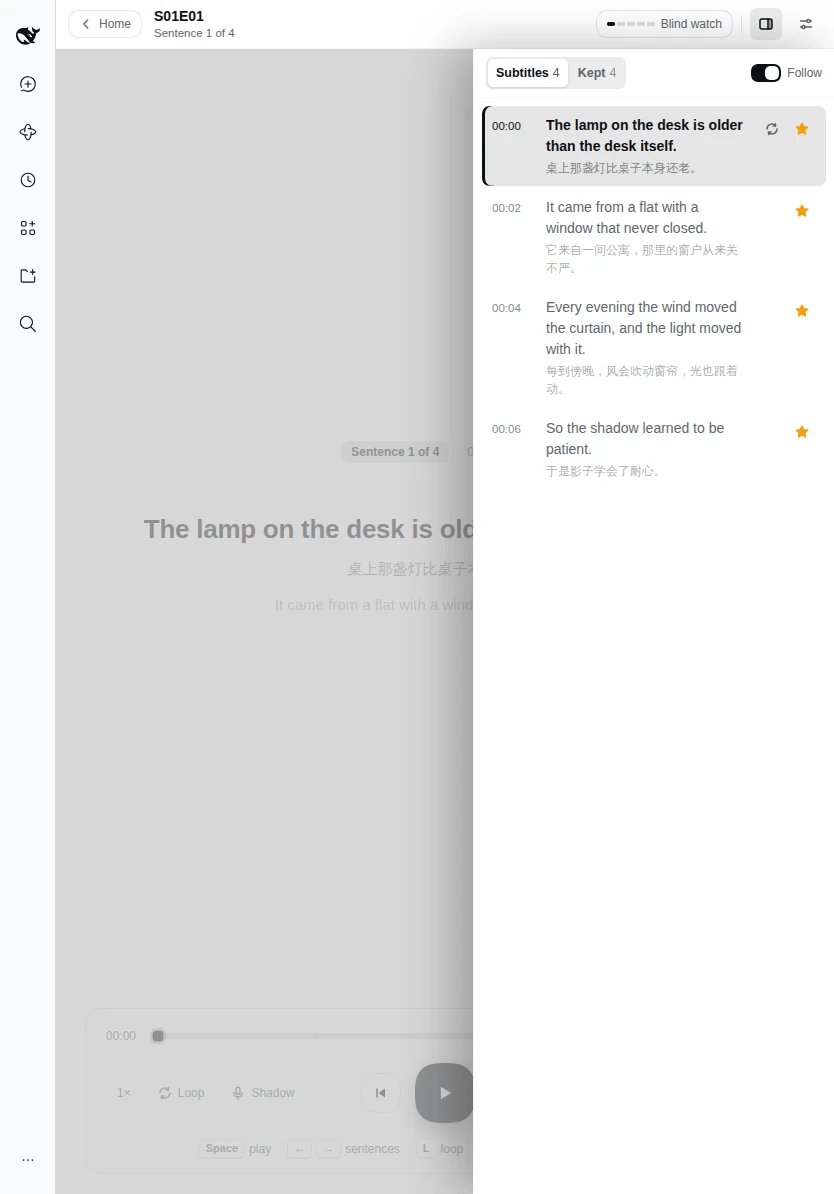 Home
S01E01
Sentence 1 of 4
Blind watch
Subtitles 4
Kept 4
Follow
00:00
The lamp on the desk is older
than the desk itself.
桌上那盏灯比桌子本身还老。
00:02
It came from a flat with a
window that never closed.
它来自一间公寓，那里的窗户从来关
不严。
00:04
Every evening the wind moved
the curtain, and the light moved
with it.
每到傍晚，风会吹动窗帘，光也跟着
动。
00:06
So the shadow learned to be
patient.
于是影子学会了耐心。
Sentence 1 of 4
The lamp on the desk is
桌上那盏灯比桌子
It came from a flat with a wind
00:00
1×
Loop
Shadow
Space play ← → sentences L loop
...